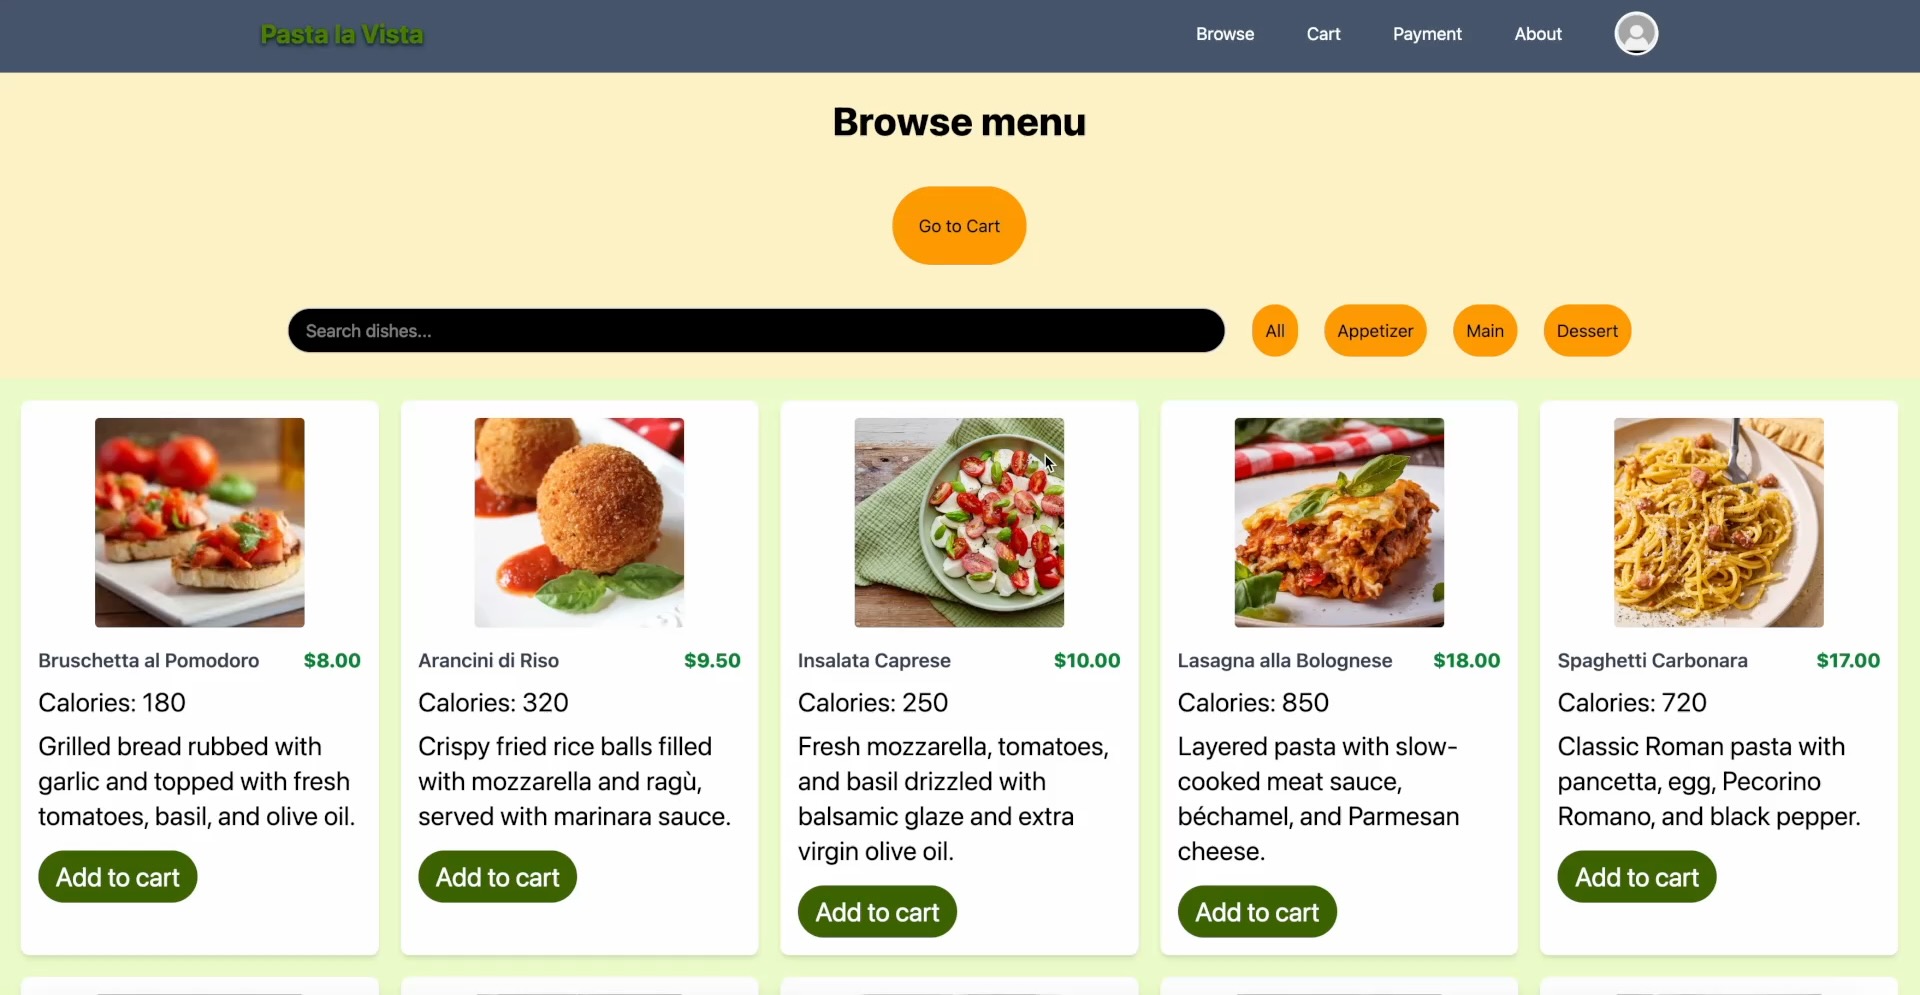 Pasta la Vista
Browse
Cart
Payment
About
Browse menu
Go to Cart
Search dishes...
All
Appetizer
Main
Dessert
Bruschetta al Pomodoro $8.00
Calories: 180
Grilled bread rubbed with
garlic and topped with fresh
tomatoes, basil, and olive oil.
Add to cart
Arancini di Riso $9.50
Calories: 320
Crispy fried rice balls filled
with mozzarella and ragù,
served with marinara sauce.
Add to cart
Insalata Caprese $10.00
Calories: 250
Fresh mozzarella, tomatoes,
and basil drizzled with
balsamic glaze and extra
virgin olive oil.
Add to cart
Lasagna alla Bolognese $18.00
Calories: 850
Layered pasta with slow-
cooked meat sauce,
béchamel, and Parmesan
cheese.
Add to cart
Spaghetti Carbonara $17.00
Calories: 720
Classic Roman pasta with
pancetta, egg, Pecorino
Romano, and black pepper.
Add to cart